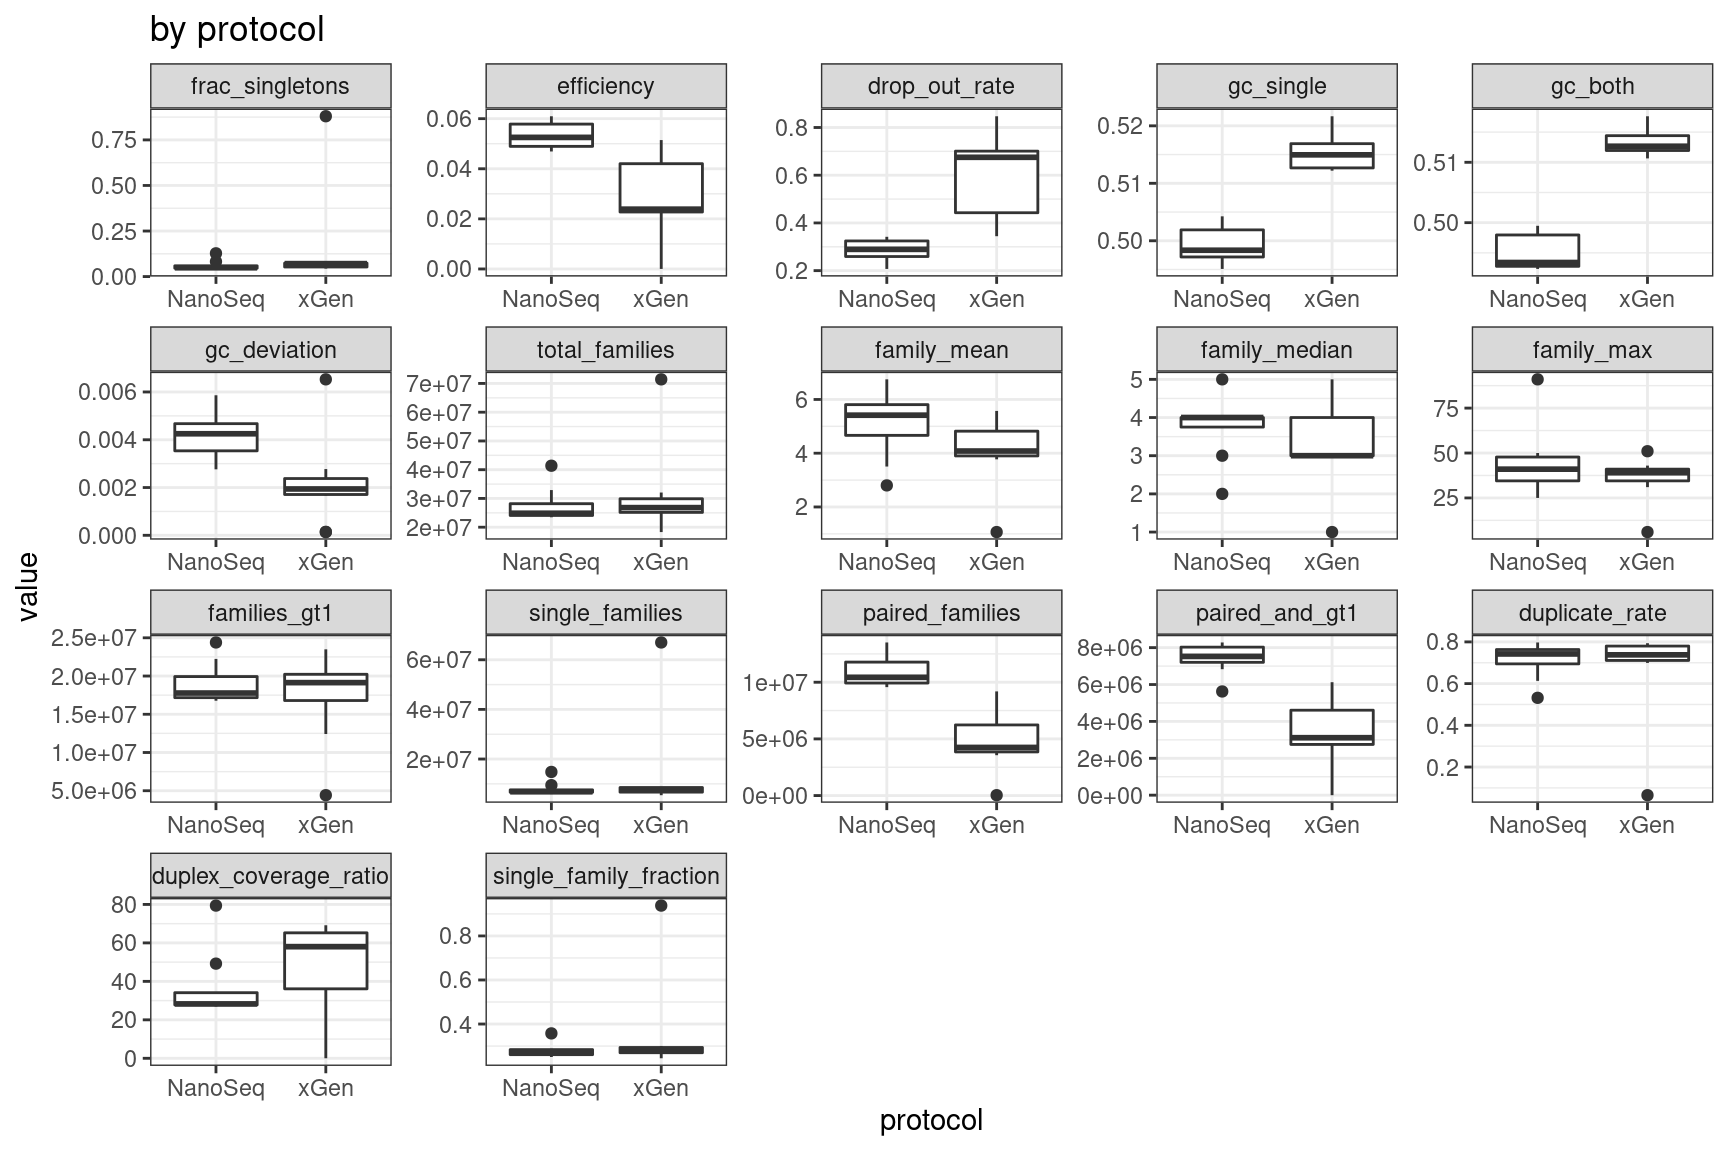 by protocol
frac_singletons efficiency drop_out_rate gc_single gc_both
0.75 0.50 0.25 0.00
0.06 0.04 0.02 0.00
0.8 0.6 0.4 0.2
0.52 0.51 0.50
0.51 0.50
NanoSeq xGen NanoSeq xGen NanoSeq xGen NanoSeq xGen NanoSeq xGen
gc_deviation total_families family_mean family_median family_max
0.006 0.004 0.002 0.000
7e+07 6e+07 5e+07 4e+07 3e+07 2e+07
6 4 2
5 4 3 2 1
75 50 25
NanoSeq xGen NanoSeq xGen NanoSeq xGen NanoSeq xGen NanoSeq xGen
value
families_gt1 single_families paired_families paired_and_gt1 duplicate_rate
2.5e+07 2.0e+07 1.5e+07 1.0e+07 5.0e+06
6e+07 4e+07 2e+07
1e+07 5e+06 0e+00
8e+06 6e+06 4e+06 2e+06 0e+00
0.8 0.6 0.4 0.2
NanoSeq xGen NanoSeq xGen NanoSeq xGen NanoSeq xGen NanoSeq xGen
duplex_coverage_ratio single_family_fraction
80 60 40 20 0
0.8 0.6 0.4
NanoSeq xGen NanoSeq xGen
protocol